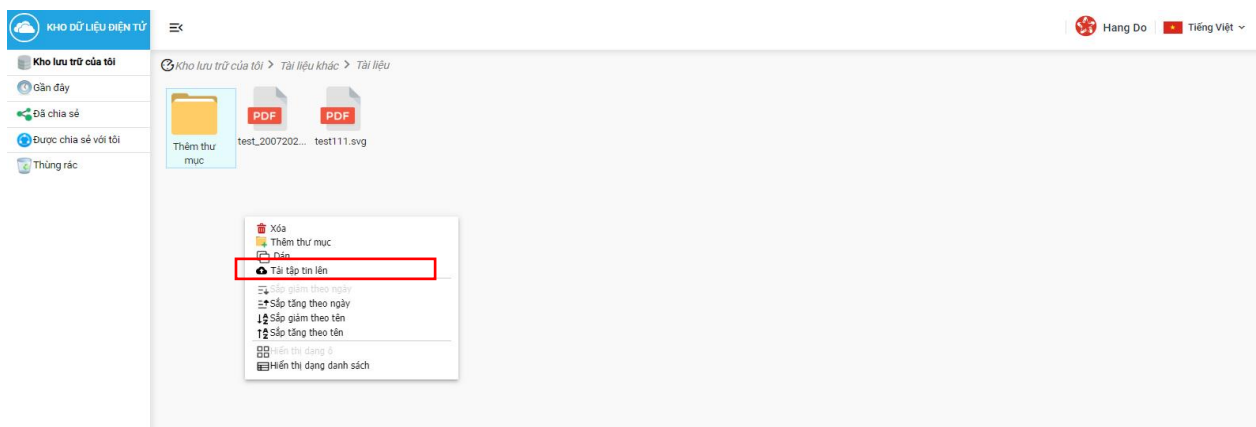 KHO DỮ LIỆU ĐIỆN TỬ
Hang Do
Tiếng Việt
Kho lưu trữ của tôi
Gần đây
Đã chia sẻ
Được chia sẻ với tôi
Thùng rác
Kho lưu trữ của tôi > Tài liệu khác > Tài liệu
PDF
PDF
Thêm thư
mục
test_2007202...
test111.svg
Xóa
Thêm thư mục
Dán
Tải tập tin lên
Sắp giảm theo ngày
Sắp tăng theo ngày
Sắp giảm theo tên
Sắp tăng theo tên
Hiển thị dạng ô
Hiển thị dạng danh sách